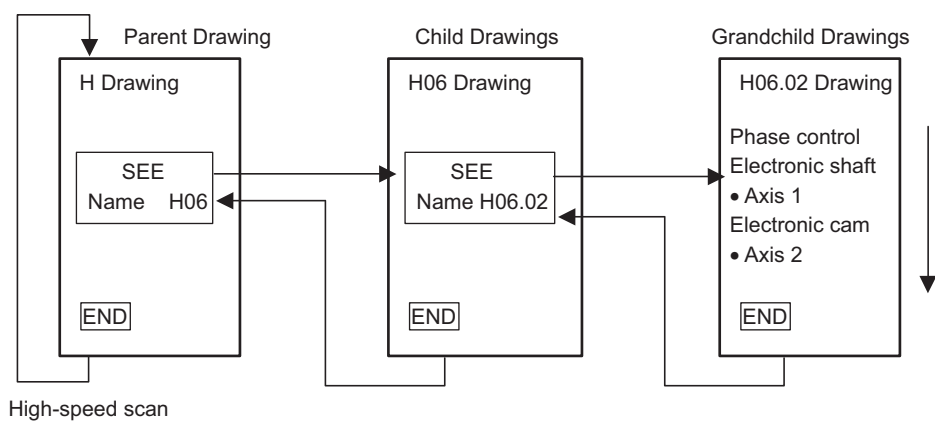 Parent Drawing
Child Drawings
Grandchild Drawings
H Drawing
SEE
Name H06
END
H06 Drawing
SEE
Name H06.02
END
H06.02 Drawing
Phase control
Electronic shaft
• Axis 1
Electronic cam
• Axis 2
END
High-speed scan